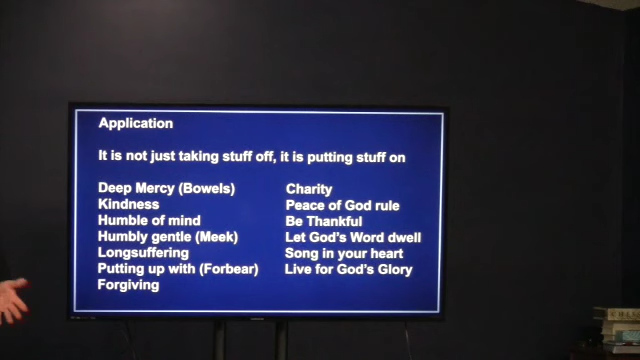 Application
It is not just taking stuff off, it is putting stuff on
Deep Mercy (Bowels)
Kindness
Humble of mind
Humbly gentle (Meek)
Longsuffering
Putting up with (Forbear)
Forgiving
Charity
Peace of God rule
Be Thankful
Let God's Word dwell
Song in your heart
Live for God's Glory